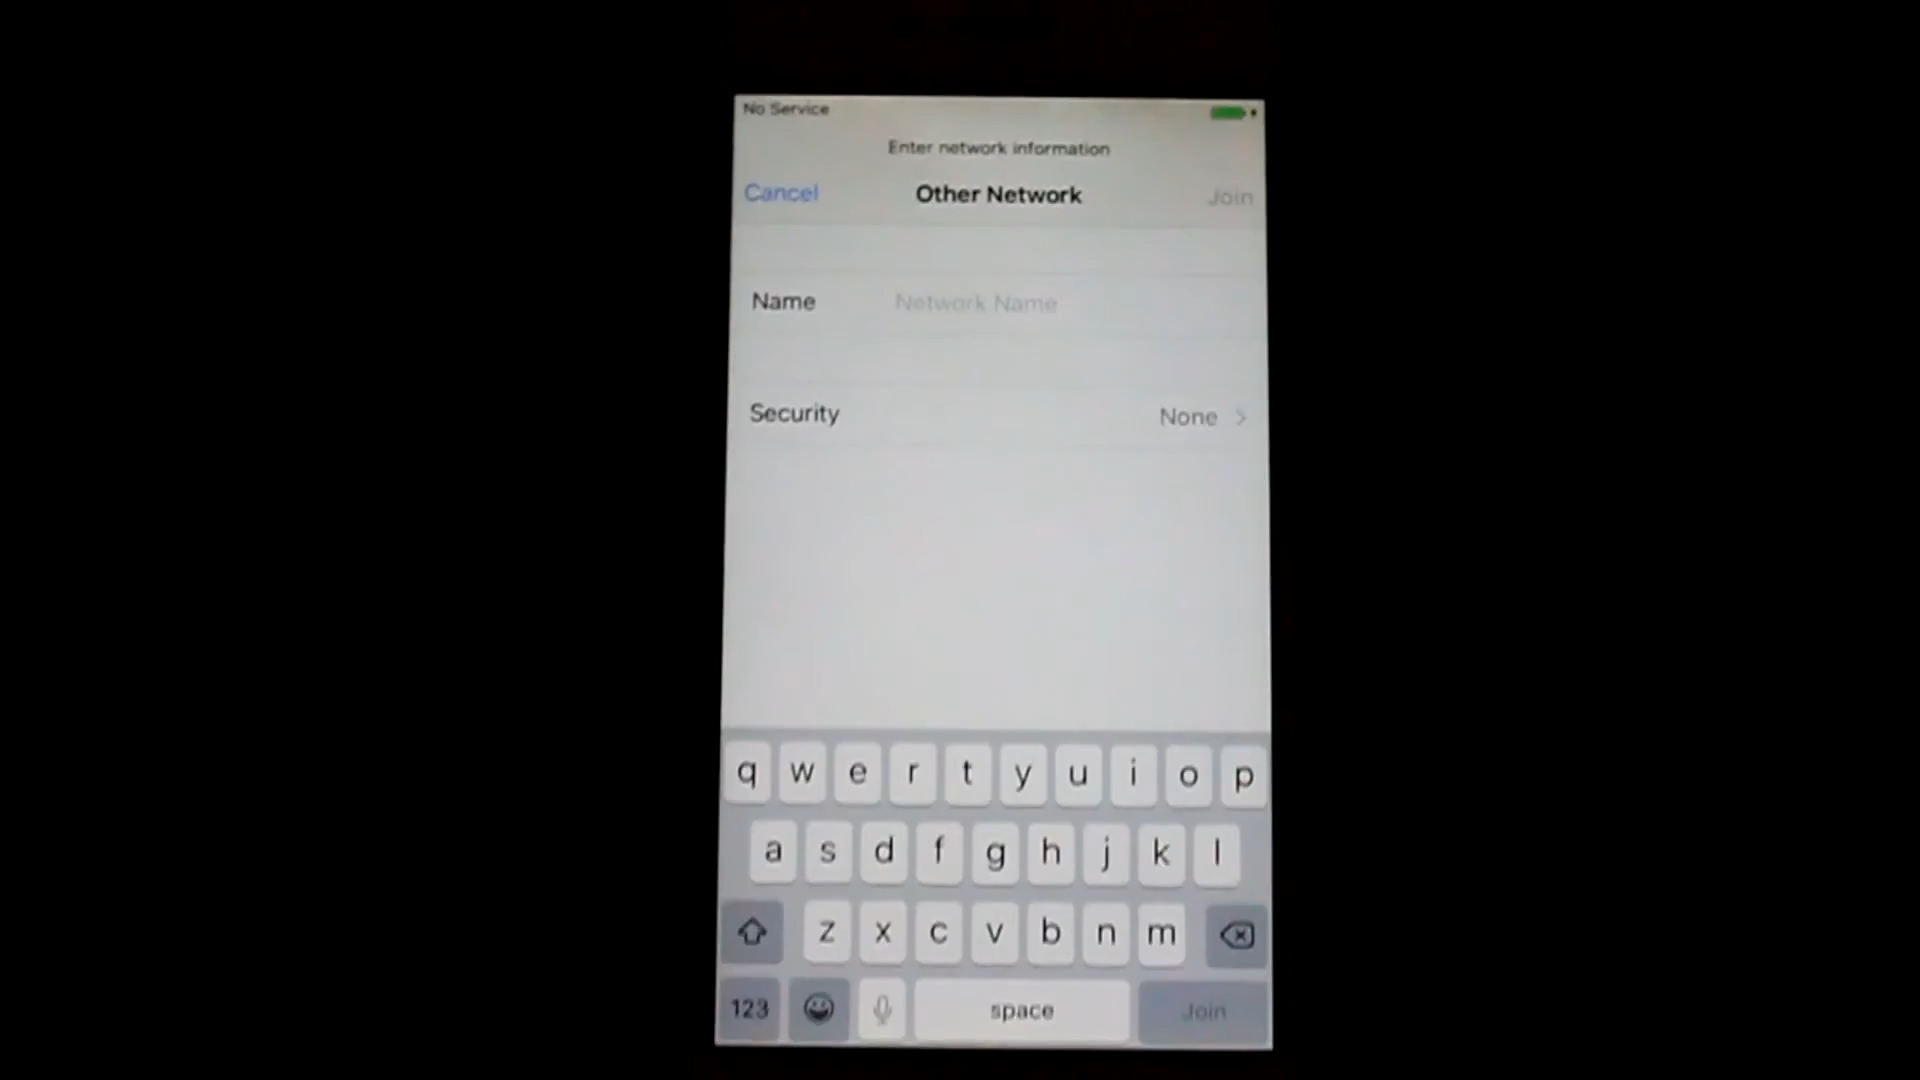 No Service
Enter network information
Cancel Other Network Join
Name Network Name
Security None
q w e r t y u i o p
a s d f g h j k l
z x c v b n m
123 space Join